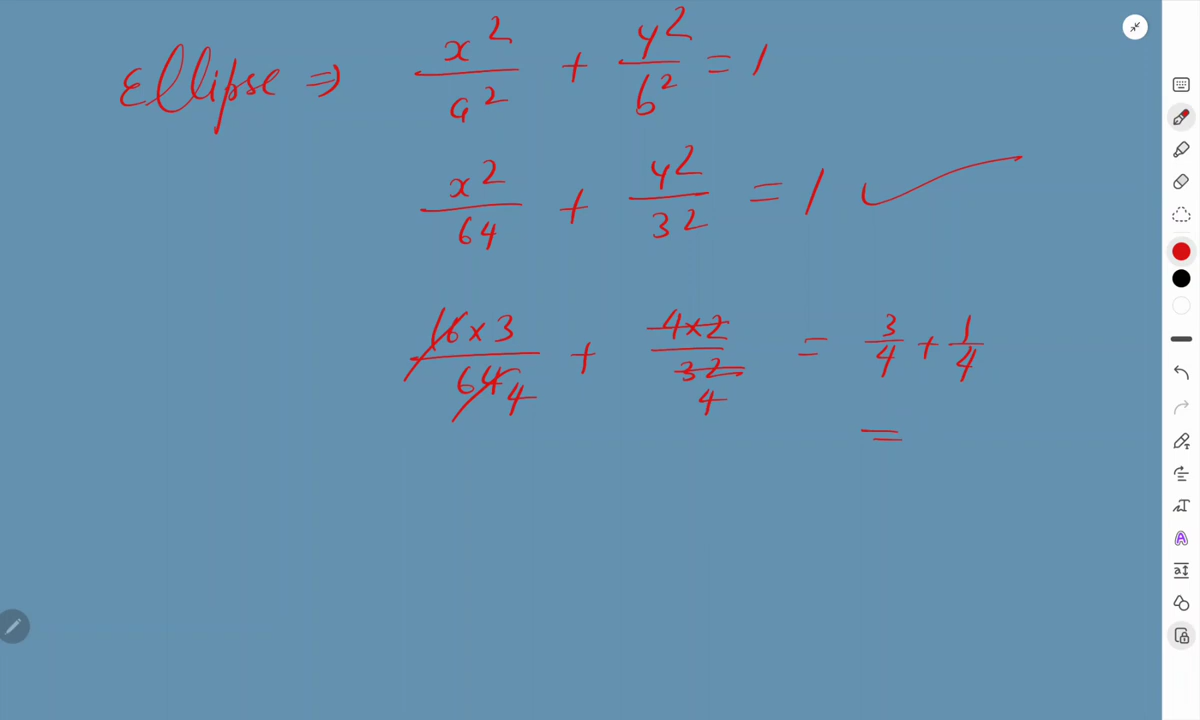 Ellipse ⇒ x²/a² + y²/b² = 1
x²/64 + y²/32 = 1 ✓
16×3/64 4 + 4×2/32 4 = 3/4 + 1/4
=